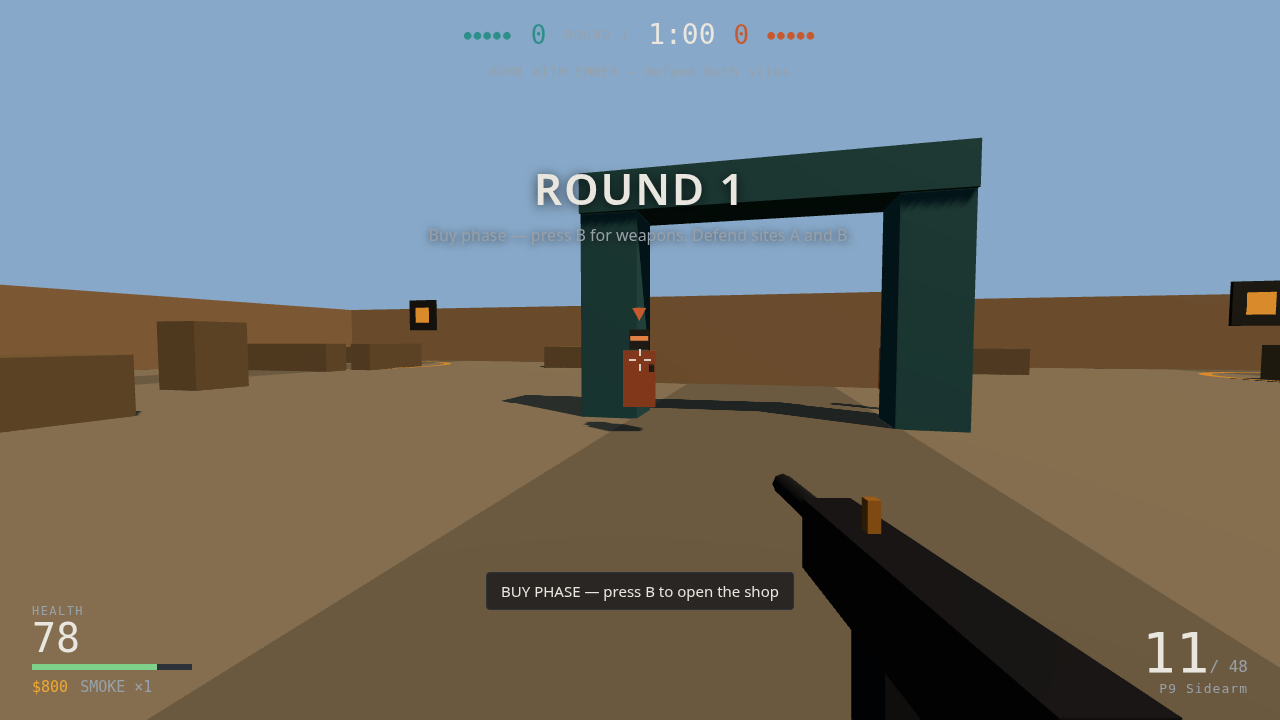 0 1:00 0
ROUND 1
Buy phase — press B for weapons. Defend sites A and B
BUY PHASE — press B to open the shop
HEALTH
78
$800 SMOKE ×1
11 / 48
P9 Sidearm